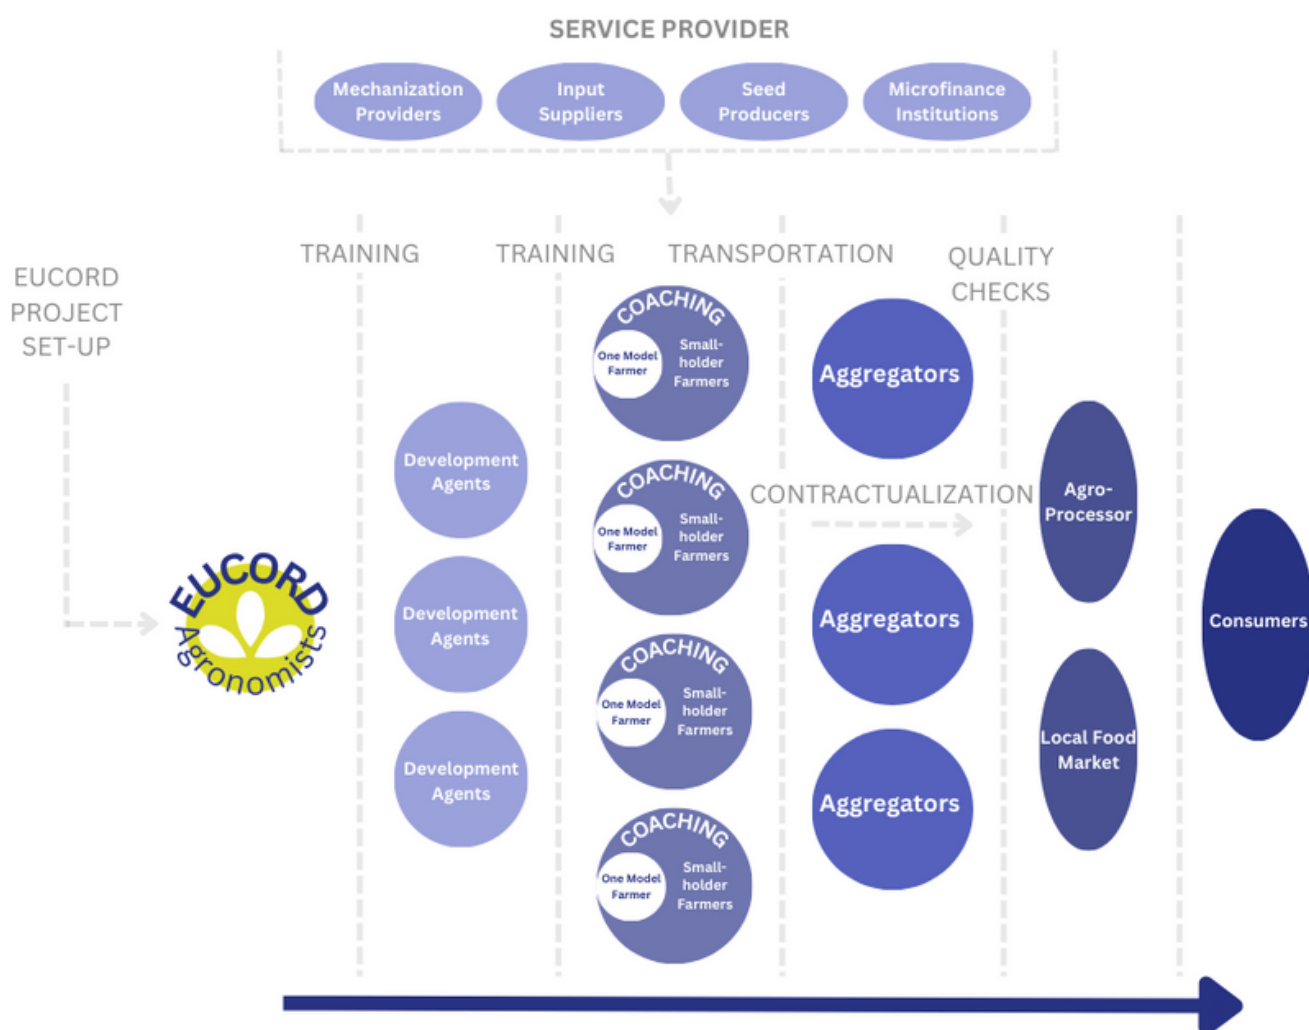 SERVICE PROVIDER
Mechanization
Providers
Input
Suppliers
Seed
Producers
Microfinance
Institutions
EUCORD
PROJECT
SET-UP
TRAINING
TRAINING
TRANSPORTATION
QUALITY
CHECKS
EUCORD
Agronomists
Development
Agents
Development
Agents
Development
Agents
COACHING
One Model
Farmer
Small-
holder
Farmers
COACHING
One Model
Farmer
Small-
holder
Farmers
COACHING
One Model
Farmer
Small-
holder
Farmers
COACHING
One Model
Farmer
Small-
holder
Farmers
Aggregators
CONTRACTUALIZATION
Aggregators
Aggregators
Agro-
Processor
Local Food
Market
Consumers